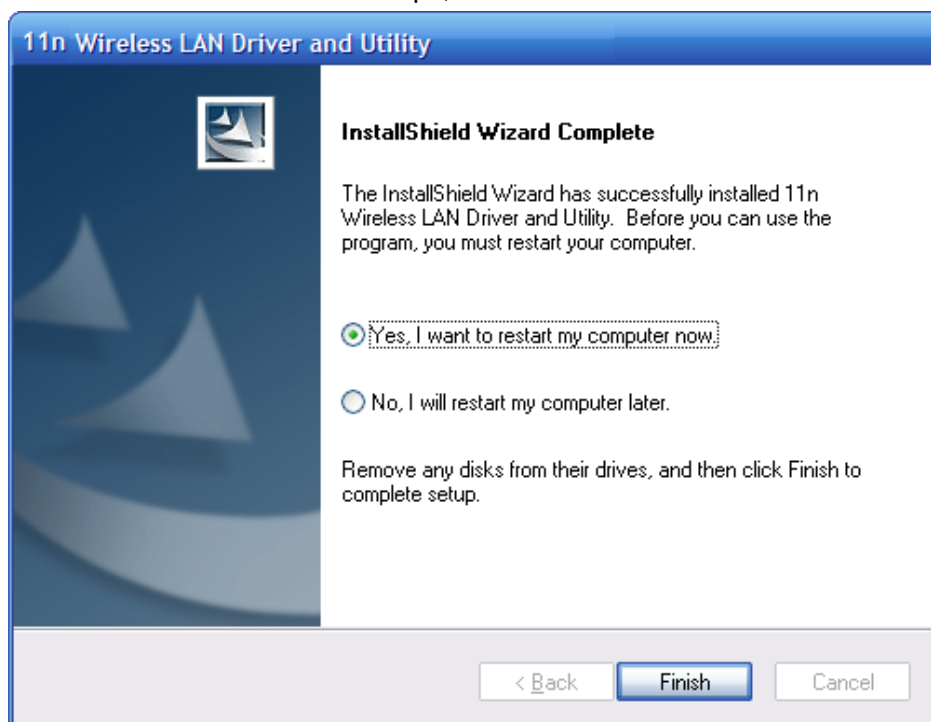 11n Wireless LAN Driver and Utility
InstallShield Wizard Complete
The InstallShield Wizard has successfully installed 11n
Wireless LAN Driver and Utility.  Before you can use the
program, you must restart your computer.
Yes, I want to restart my computer now.
No, I will restart my computer later.
Remove any disks from their drives, and then click Finish to
complete setup.
< Back Finish Cancel